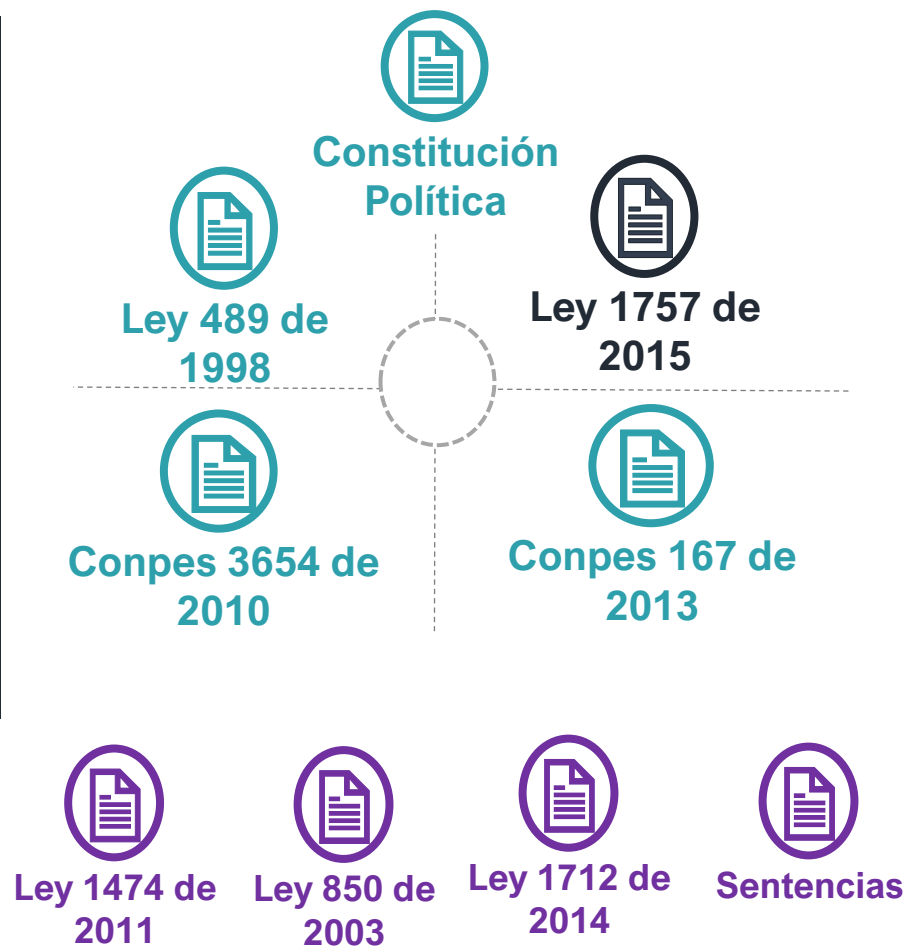 Constitución
Política
Ley 489 de
1998
Ley 1757 de
2015
Conpes 3654 de
2010
Conpes 167 de
2013
Ley 1474 de
2011
Ley 850 de
2003
Ley 1712 de
2014
Sentencias